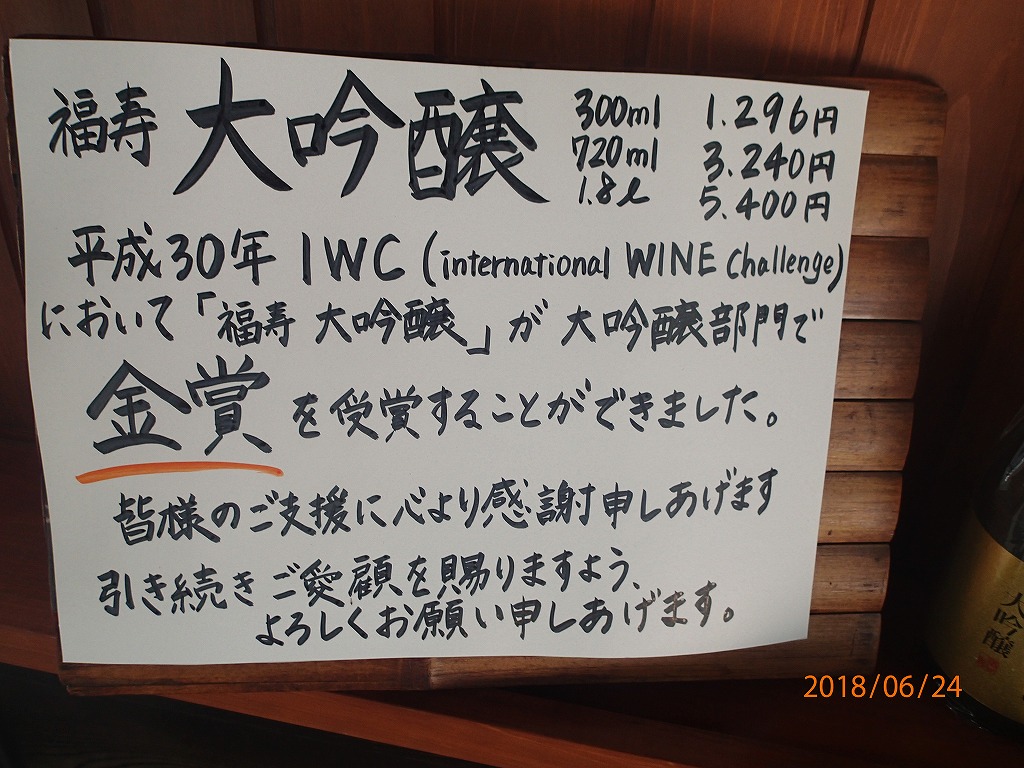 福寿 大吟醸
300ml 1.296円
720ml 3.240円
1.8ℓ 5.400円
平成30年 IWC (international WINE Challenge)
において「福寿 大吟醸」が 大吟醸部門で
金賞を受賞することができました。
皆様のご支援に心より感謝申しあげます
引き続きご愛顧を賜りますよう、
よろしくお願い申しあげます。
大吟醸
2018/06/24